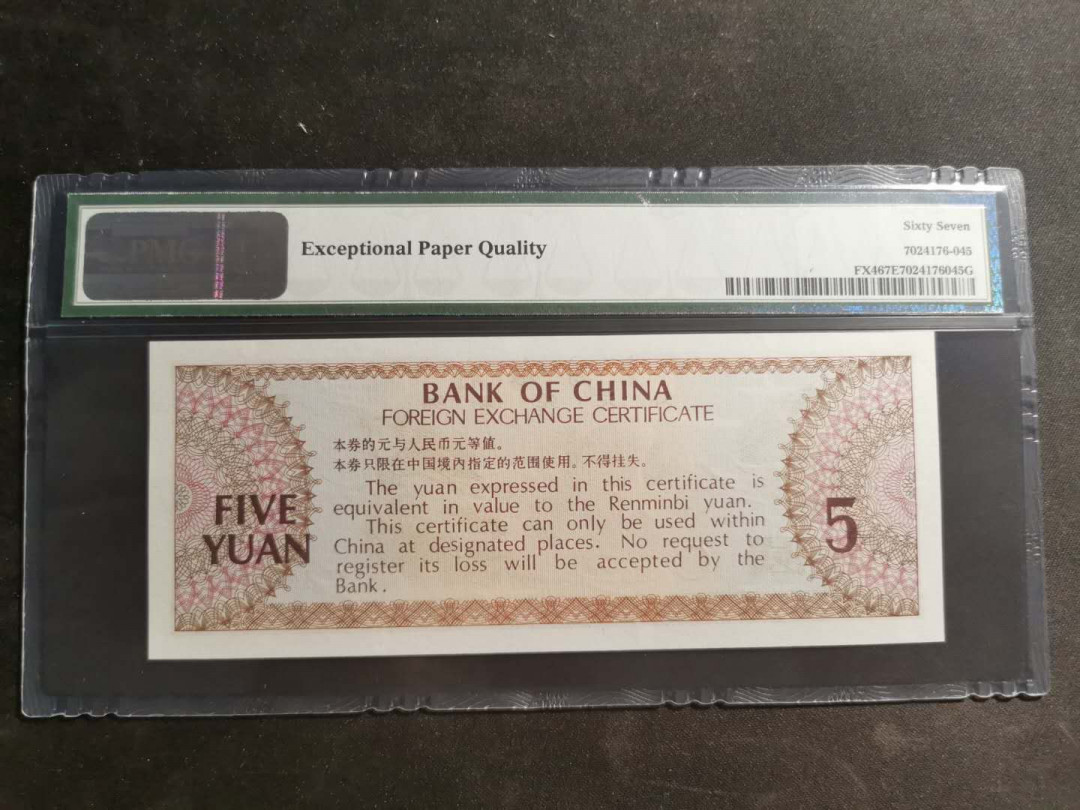 PMG
Exceptional Paper Quality
Sixty Seven
7024176-045
FX467E7024176045G
BANK OF CHINA
FOREIGN EXCHANGE CERTIFICATE
本券的元与人民币元等值。
本券只限在中国境内指定的范围使用。不得挂失。
The yuan expressed in this certificate is
equivalent in value to the Renminbi yuan.
This certificate can only be used within
China at designated places. No request to
register its loss will be accepted by the
Bank.
FIVE
YUAN
5